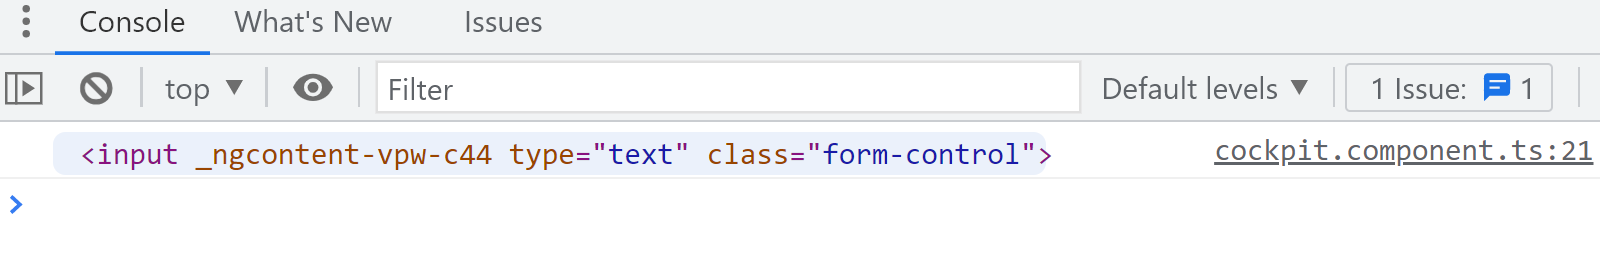 Console What's New Issues
top Filter Default levels 1 Issue: 1
<input _ngcontent-vpw-c44 type="text" class="form-control"> cockpit.component.ts:21